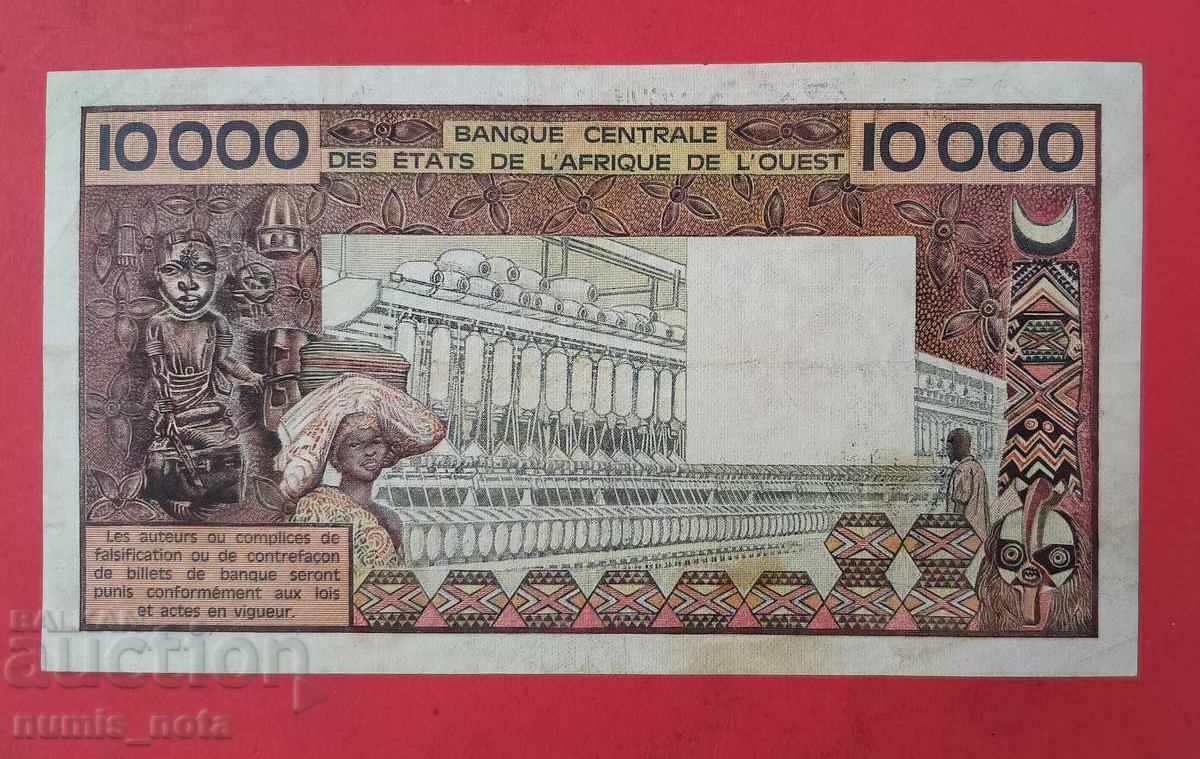 10 000
BANQUE CENTRALE
DES ÉTATS DE L'AFRIQUE DE L'OUEST
10 000
Les auteurs ou complices de
falsification ou de contrefaçon
de billets de banque seront
punis conformément aux lois
et actes en vigueur.
BALKAN
auction
numis_nota